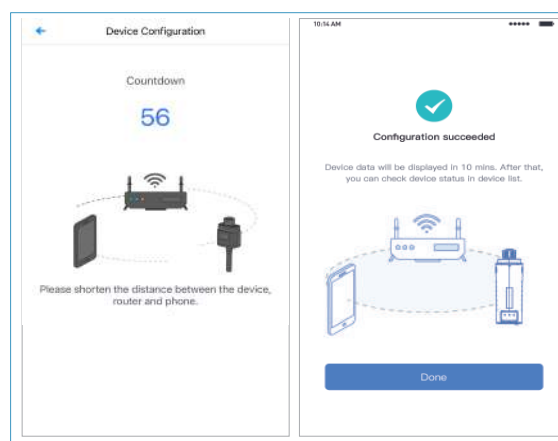 Device Configuration
Countdown
56
Please shorten the distance between the device,
router and phone.
10:14 AM
Configuration succeeded
Device data will be displayed in 10 mins. After that,
you can check device status in device list.
Done